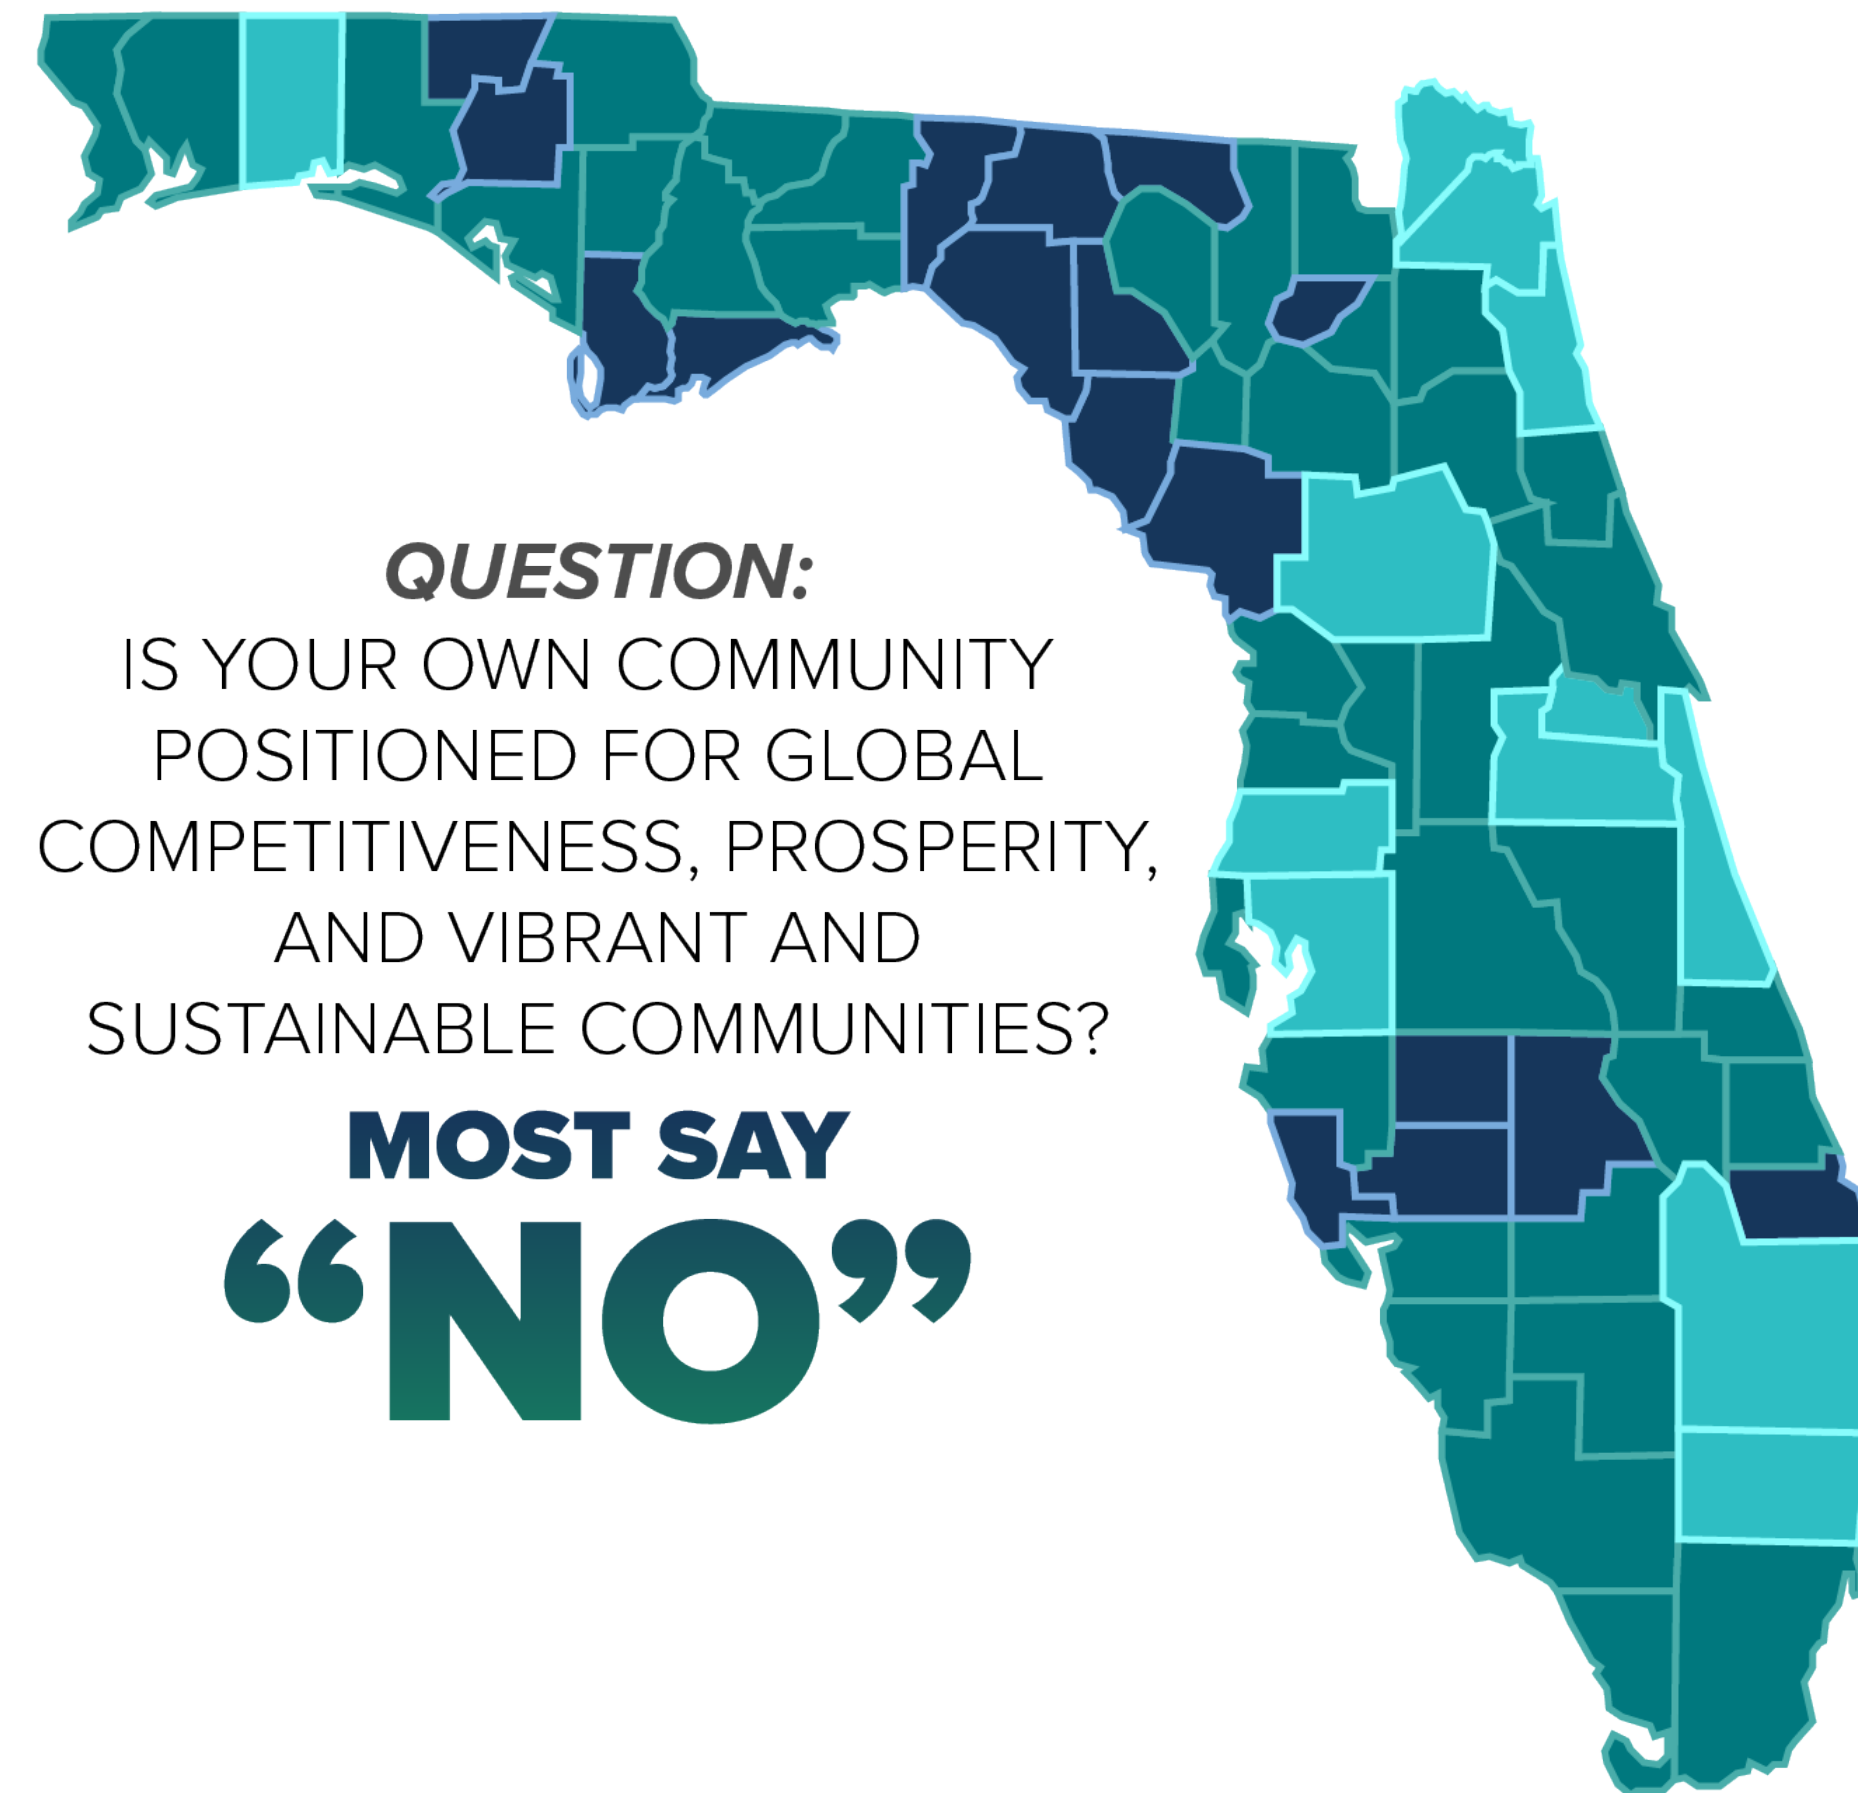 QUESTION:
IS YOUR OWN COMMUNITY
POSITIONED FOR GLOBAL
COMPETITIVENESS, PROSPERITY,
AND VIBRANT AND
SUSTAINABLE COMMUNITIES?
MOST SAY
“NO”